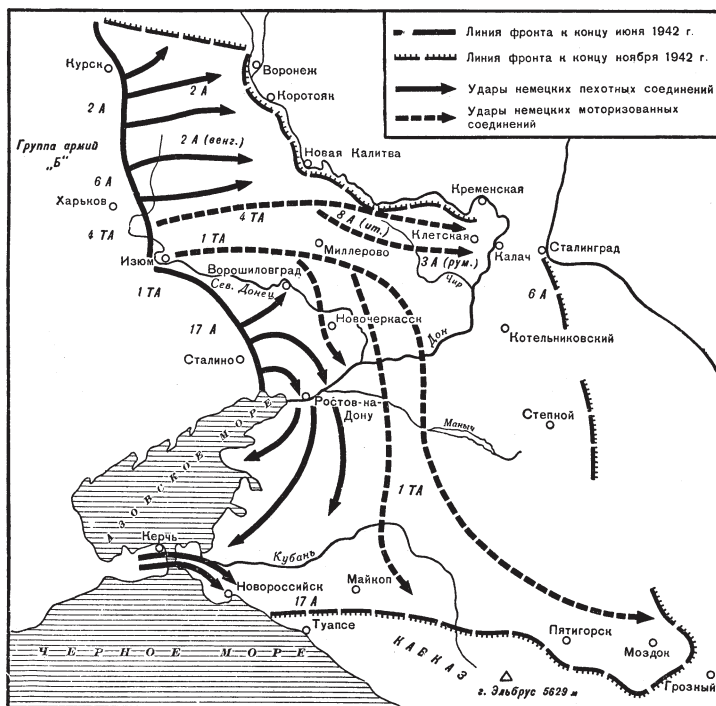 Линия фронта к концу июня 1942 г.
Линия фронта к концу ноября 1942 г.
Удары немецких пехотных соединений
Удары немецких моторизованных
соединений
Курск
Воронеж
2 А
Коротояк
2 А
Группа армий
„Б“
2 А (венг.)
Новая Калитва
6 А
Кременская
Харьков
4 ТА
8 А (ит.)
4 ТА
1 ТА
Клетская
Калач
Сталинград
Изюм
Миллерово
3 А (рум.)
Ворошиловград
Чир
1 ТА
Сев. Донец
6 А
17 А
Новочеркасск
Дон
Котельниковский
Сталино
Ростов-на-
Дону
Степной
Маныч
АЗОВСКОЕ МОРЕ
1 ТА
Керчь
Кубань
Новороссийск
Майкоп
17 А
Туапсе
Пятигорск
Моздок
ЧЕРНОЕ МОРЕ
КАВКАЗ
Грозный
г. Эльбрус 5629 м